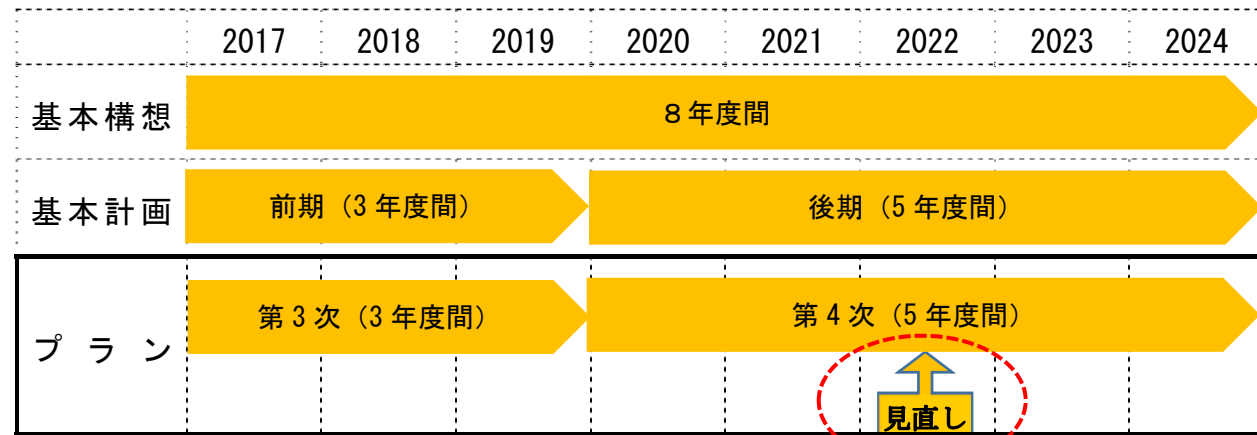 2017 2018 2019 2020 2021 2022 2023 2024
基本構想 8年度間
基本計画 前期（3年度間） 後期（5年度間）
プラン 第3次（3年度間） 第4次（5年度間）
見直し